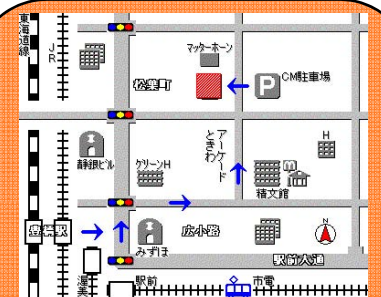 東海道線
JR
マッターホーン
松葉町
P
CM駐車場
静銀ビル
グリーンH
アーケード
ときわ
H
m
精文館
豊橋駅
みずほ
広小路
駅前大通
渥美
駅前
市電